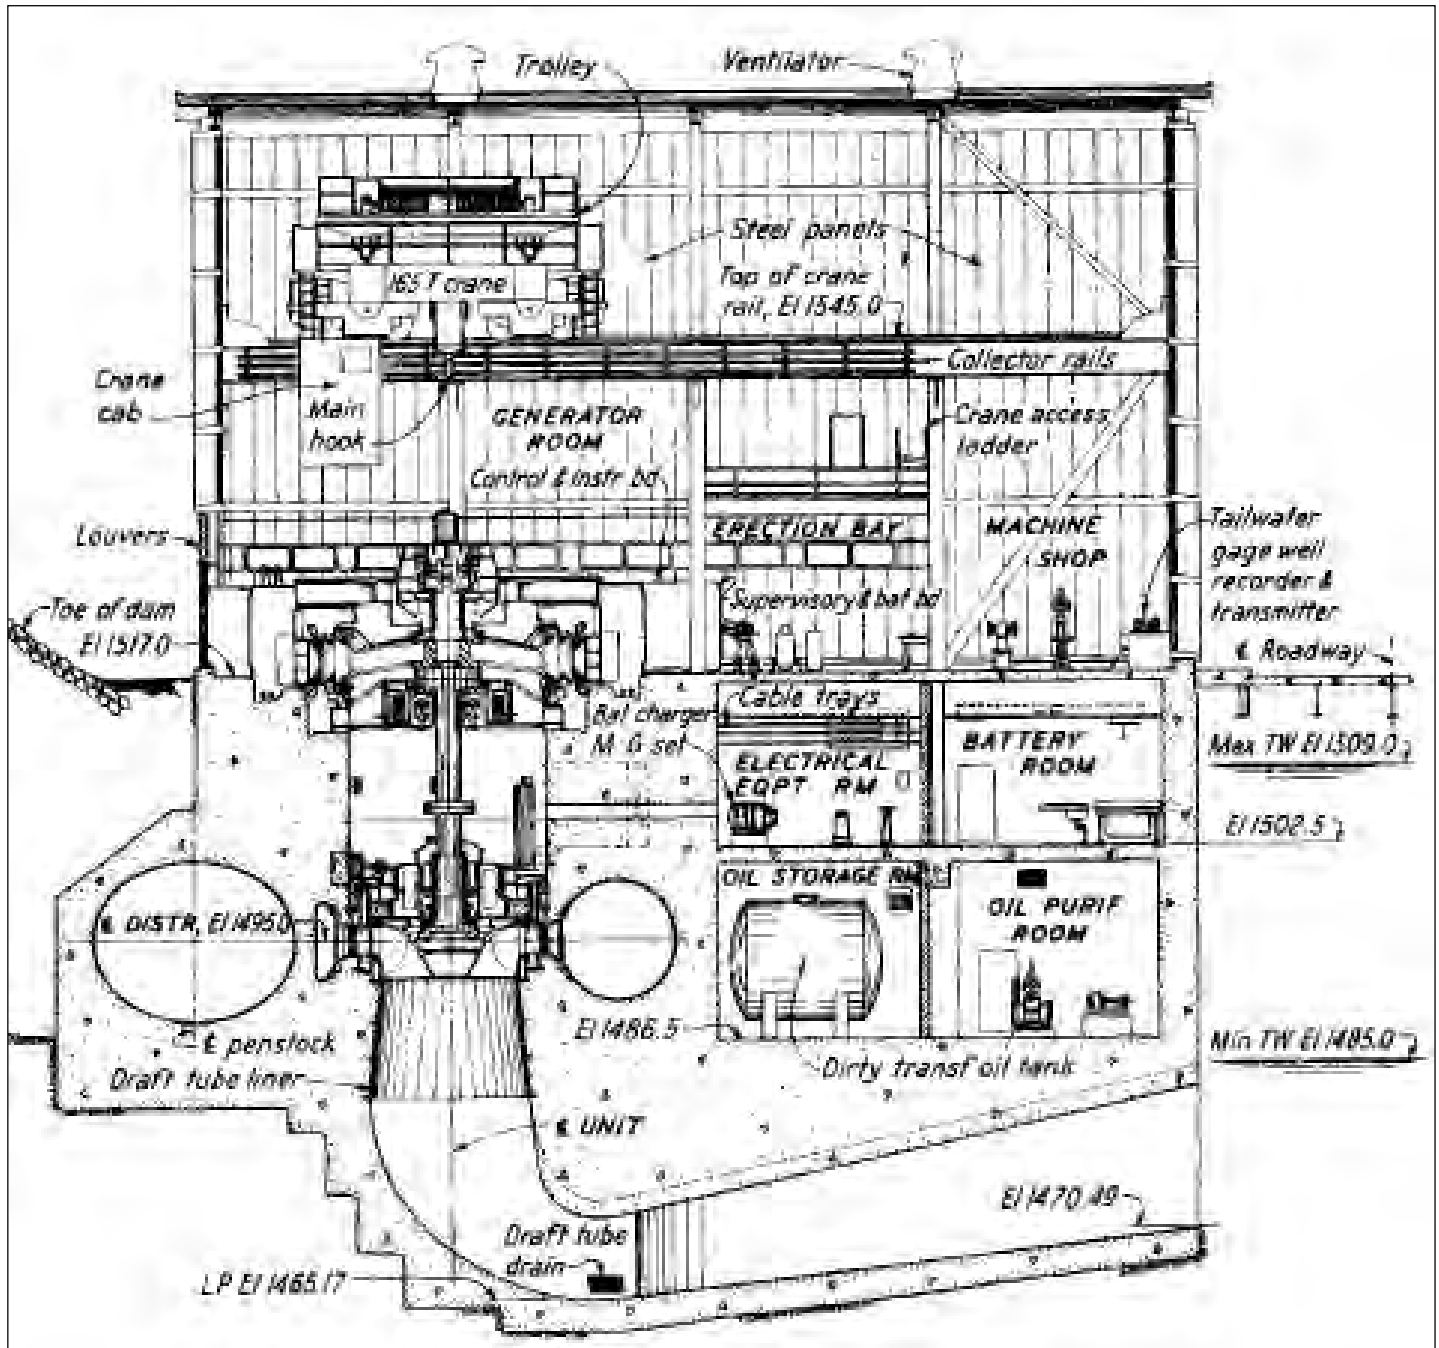 Trolley
Ventilator
Steel panels
165 T crane
Top of crane
rail, El 1545.0
Collector rails
Crane
cab
Main
hook
GENERATOR
ROOM
Crane access
ladder
Control & Instr bd
Louvers
ERECTION BAY
MACHINE
SHOP
Tailwater
gage well
recorder &
transmitter
Toe of dam
El 1517.0
Supervisory & bat bd
℄ Roadway
Cable trays
Bat charger
M. G set
ELECTRICAL
EQPT RM
BATTERY
ROOM
Max TW El 1509.0
El 1502.5
OIL STORAGE RM
OIL PURIF
ROOM
℄ DISTR, El 1495.0
El 1486.5
℄ penstock
Min TW El 1485.0
Draft tube liner
Dirty transf oil tank
℄ UNIT
El 1470.49
Draft tube
drain
LP El 1465.17